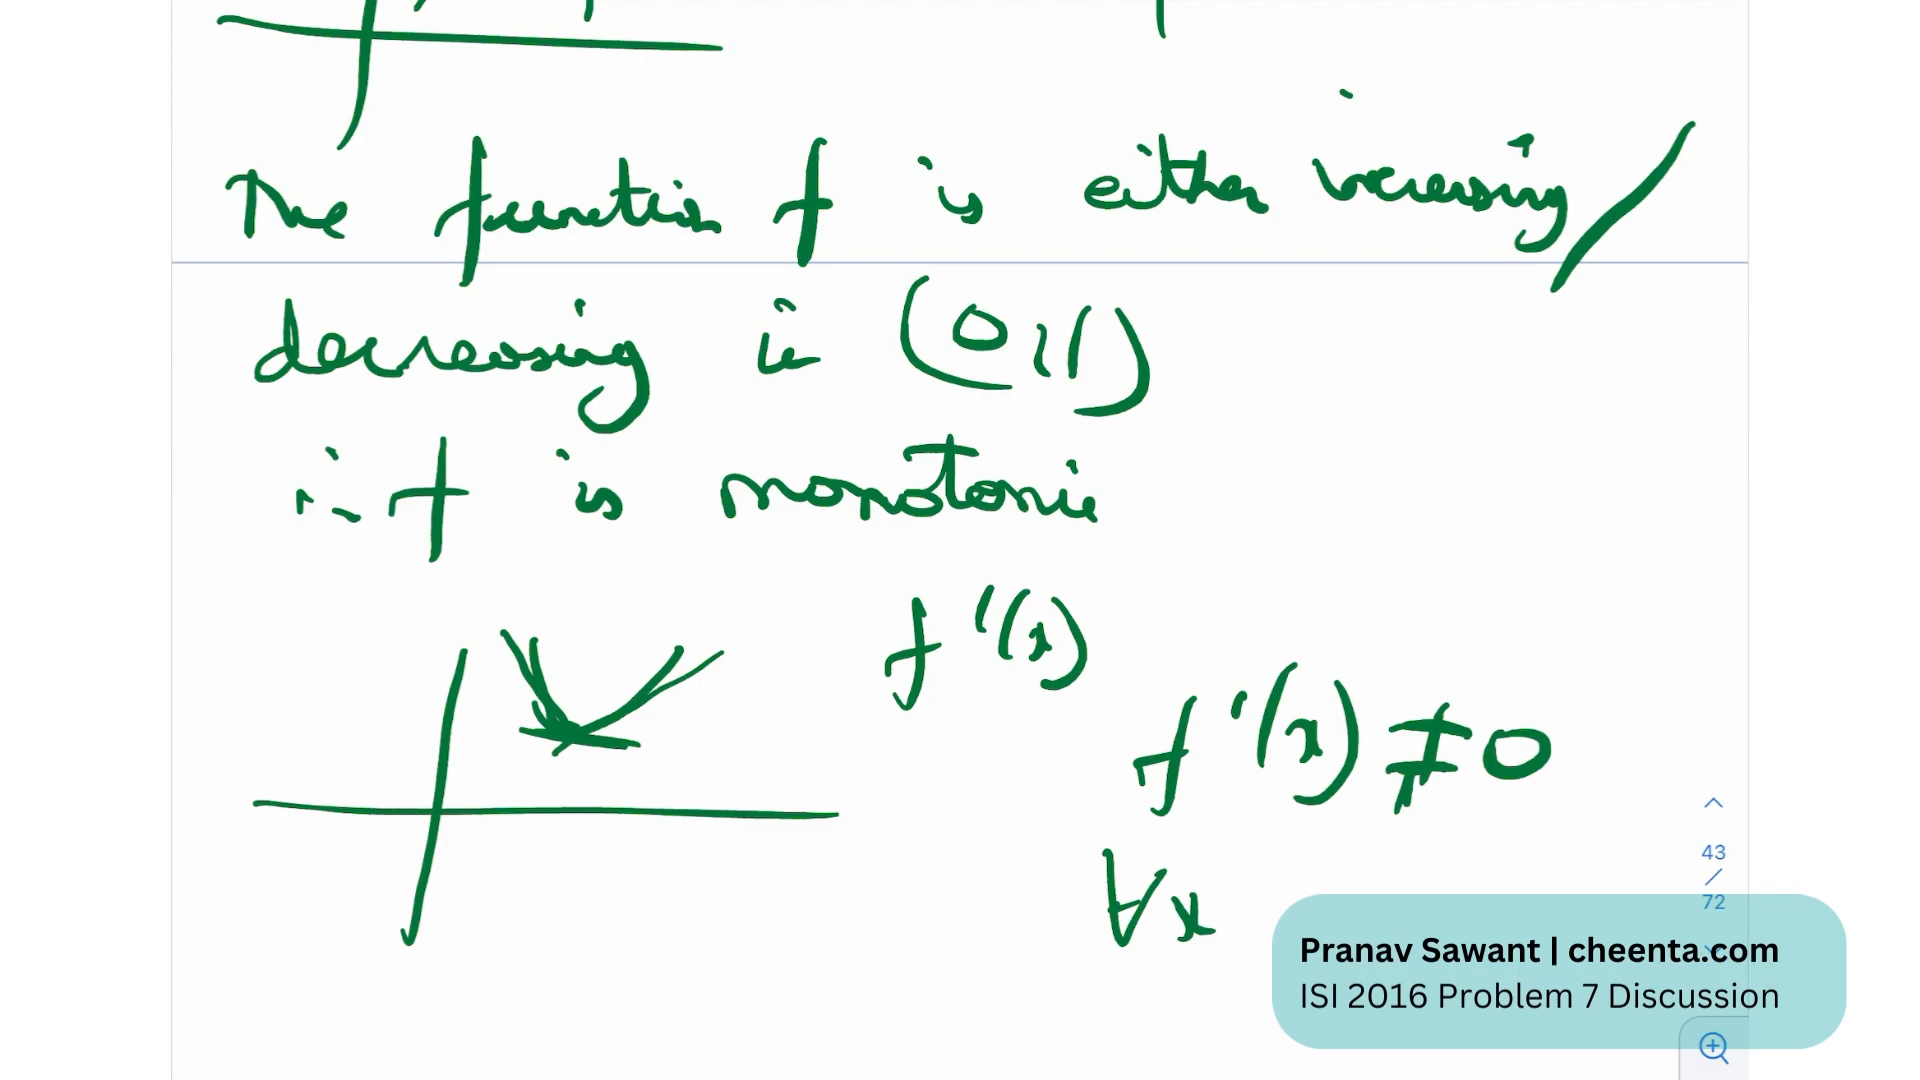 The function f is either increasing/
decreasing in (0,1)
∴ f is monotonic
f'(x)
f'(x) ≠ 0
∀x
43
/
72
Pranav Sawant | cheenta.com
ISI 2016 Problem 7 Discussion